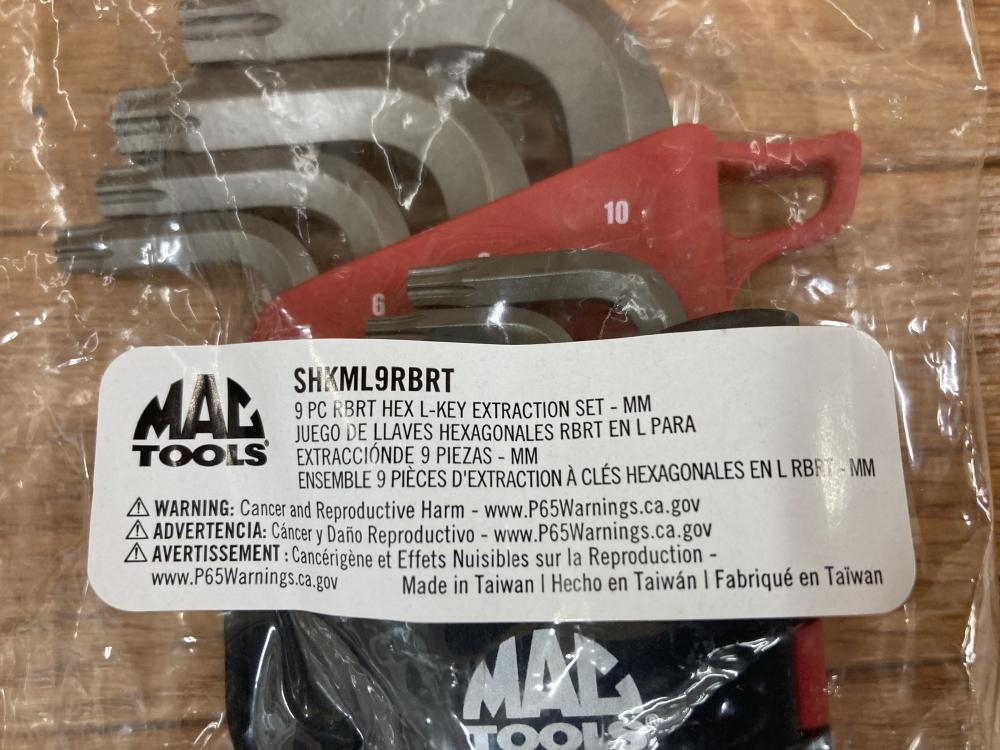 10
6
MAC
TOOLS®
SHKML9RBRT
9 PC RBRT HEX L-KEY EXTRACTION SET - MM
JUEGO DE LLAVES HEXAGONALES RBRT EN L PARA
EXTRACCIÓNDE 9 PIEZAS - MM
ENSEMBLE 9 PIÈCES D'EXTRACTION À CLÉS HEXAGONALES EN L RBRT - MM
⚠ WARNING: Cancer and Reproductive Harm - www.P65Warnings.ca.gov
⚠ ADVERTENCIA: Cáncer y Daño Reproductivo - www.P65Warnings.ca.gov
⚠ AVERTISSEMENT : Cancérigène et Effets Nuisibles sur la Reproduction -
www.P65Warnings.ca.gov
Made in Taiwan | Hecho en Taiwán | Fabriqué en Taïwan
MAC
TOOLS®